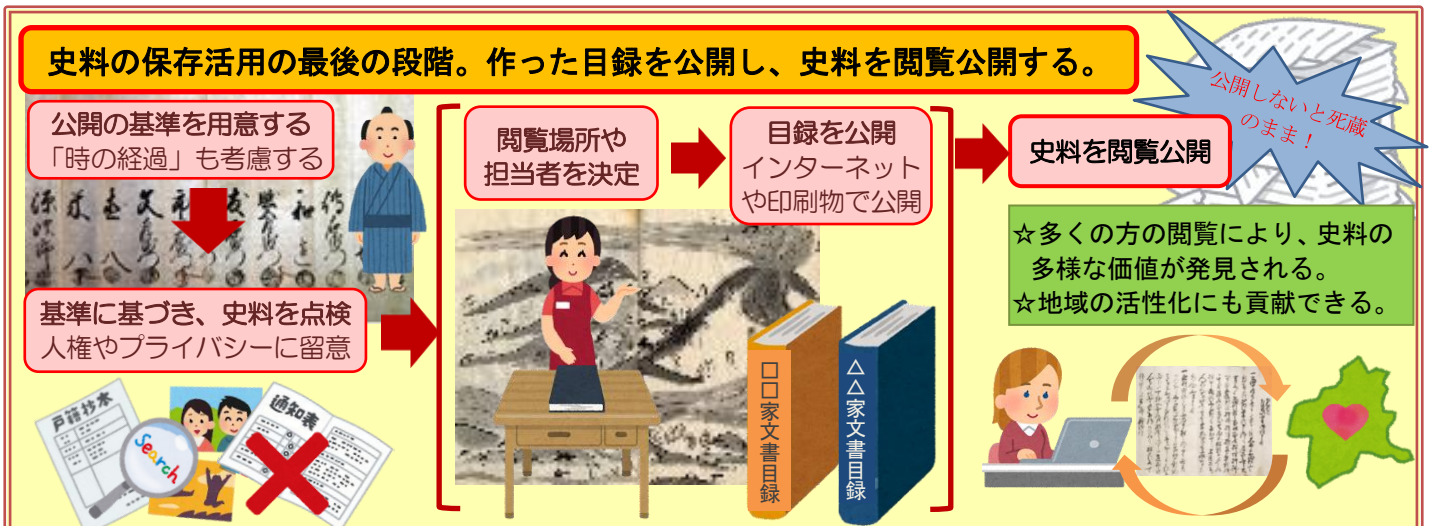 史料の保存活用の最後の段階。作った目録を公開し、史料を閲覧公開する。
公開しないと死蔵
のまま！
公開の基準を用意する
「時の経過」も考慮する
基準に基づき、史料を点検
人権やプライバシーに留意
戸籍抄本
Search
通知表
閲覧場所や
担当者を決定
目録を公開
インターネット
や印刷物で公開
□□家文書目録
△△家文書目録
史料を閲覧公開
☆多くの方の閲覧により、史料の
多様な価値が発見される。
☆地域の活性化にも貢献できる。